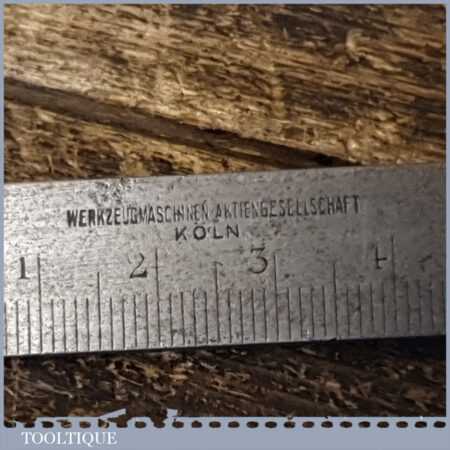 WERKZEUGMASCHINEN-AKTIENGESELLSCHAFT
KÖLN
1 2 3 4
TOOLTIQUE